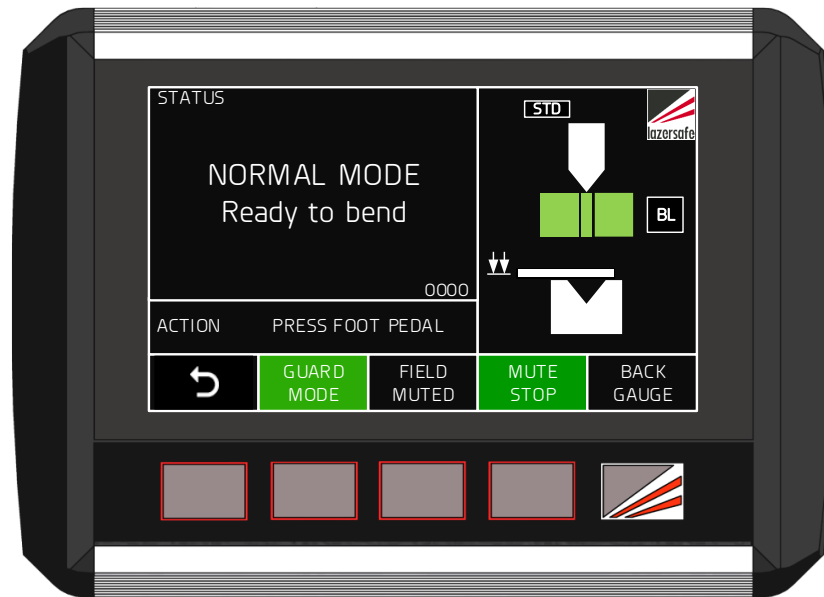 STATUS
NORMAL MODE
Ready to bend
0000
ACTION PRESS FOOT PEDAL
STD
lazersafe
BL
GUARD
MODE
FIELD
MUTED
MUTE
STOP
BACK
GAUGE